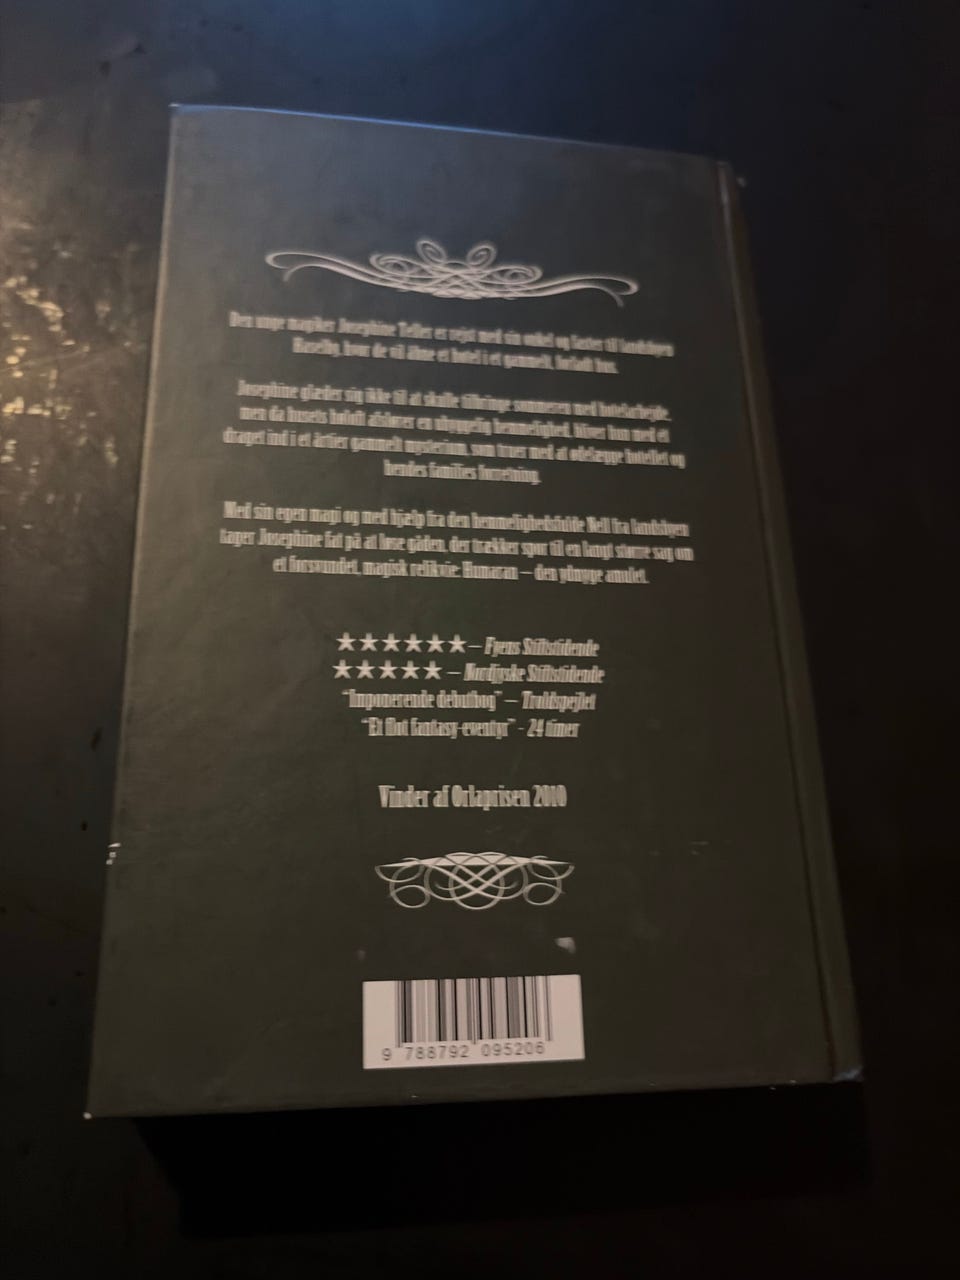 Den unge magiker Josephine Teller er rejst med sin onkel og faster til landsbyen
, hvor de vil åbne et hotel i et gammelt, forladt hus.
Josephine glæder sig ikke til at skulle tilbringe sommeren med hotelarbejde,
men da husets holoft afslører en uhyggelig hemmelighed, bliver hun med et
draget ind i et årtier gammelt mysterium, som truer med at ødelægge hotellet og
hendes families forretning.
Med sin egen magi og med hjælp fra den hemmelighedsfulde Nell fra landsbyen
tager Josephine fat på at løse gåden, der trækker spor til en langt større sag om
et forsvundet, magisk relikvie: Humaran – den uhugge amulet.
★★★★★★ – Fyens Stiftstidende
★★★★★ – Nordjyske Stiftstidende
"Imponerende debutbog" – Troldspejlet
"Et flot fantasy-eventyr" - 24 timer
Vinder af Orlaprisen 2010
9 788792 095206